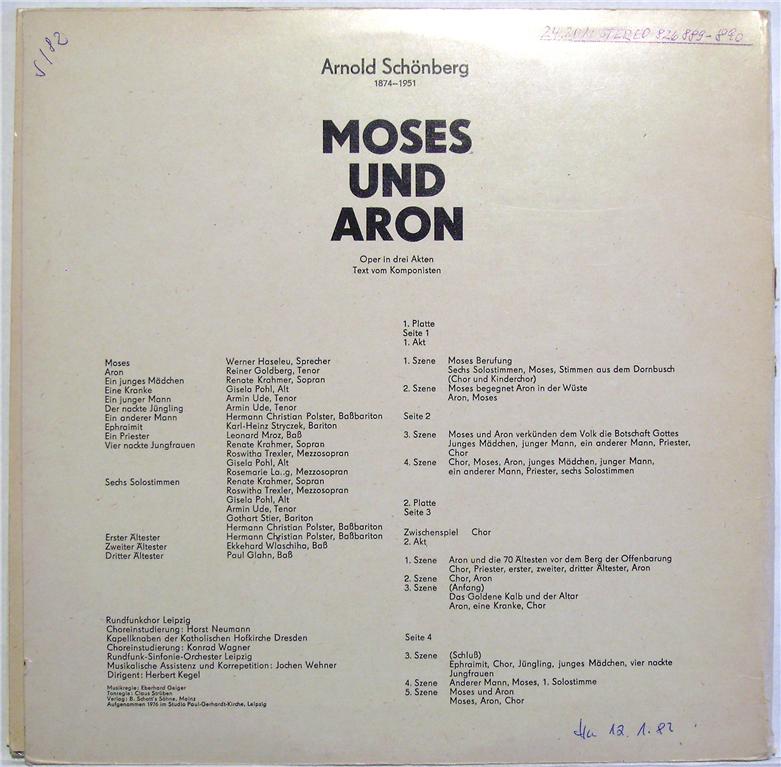 V/82
STEREO 826 889-890
Arnold Schönberg
1874–1951
MOSES
UND
ARON
Oper in drei Akten
Text vom Komponisten
Moses Werner Haseleu, Sprecher
Aron Reiner Goldberg, Tenor
Ein junges Mädchen Renate Krahmer, Sopran
Eine Kranke Gisela Pohl, Alt
Ein junger Mann Armin Ude, Tenor
Der nackte Jüngling Armin Ude, Tenor
Ein anderer Mann Hermann Christian Polster, Baßbariton
Ephraimit Karl-Heinz Stryczek, Bariton
Ein Priester Leonard Mroz, Baß
Vier nackte Jungfrauen Renate Krahmer, Sopran
Roswitha Trexler, Mezzosopran
Gisela Pohl, Alt
Rosemarie Mezzosopran
Sechs Solostimmen Renate Krahmer, Sopran
Roswitha Trexler, Mezzosopran
Gisela Pohl, Alt
Armin Ude, Tenor
Gothart Stier, Bariton
Hermann Christian Polster, Baßbariton
Erster Ältester Hermann Christian Polster, Baßbariton
Zweiter Ältester Ekkehard Wlaschiha, Baß
Dritter Ältester Paul Glahn, Baß
Rundfunkchor Leipzig
Choreinstudierung: Horst Neumann
Kapellknaben der Katholischen Hofkirche Dresden
Choreinstudierung: Konrad Wagner
Rundfunk-Sinfonie-Orchester Leipzig
Musikalische Assistenz und Korrepetition: Jochen Wehner
Dirigent: Herbert Kegel
Musikregie: Eberhard Geiger
Tonregie: Claus Strüben
Verlag: B. Schott's Söhne, Mainz
Aufgenommen 1976 im Studio Paul-Gerhardt-Kirche, Leipzig
1. Platte
Seite 1
1. Akt
1. Szene Moses Berufung
Sechs Solostimmen, Moses, Stimmen aus dem Dornbusch
(Chor und Kinderchor)
2. Szene Moses begegnet Aron in der Wüste
Aron, Moses
Seite 2
3. Szene Moses und Aron verkünden dem Volk die Botschaft Gottes
Junges Mädchen, junger Mann, ein anderer Mann, Priester,
Chor
4. Szene Chor, Moses, Aron, junges Mädchen, junger Mann,
ein anderer Mann, Priester, sechs Solostimmen
2. Platte
Seite 3
Zwischenspiel Chor
2. Akt
1. Szene Aron und die 70 Ältesten vor dem Berg der Offenbarung
Chor, Priester, erster, zweiter, dritter Ältester, Aron
2. Szene Chor, Aron
3. Szene (Anfang)
Das Goldene Kalb und der Altar
Aron, eine Kranke, Chor
Seite 4
3. Szene (Schluß)
Ephraimit, Chor, Jüngling, junges Mädchen, vier nackte
Jungfrauen
4. Szene Anderer Mann, Moses, 1. Solostimme
5. Szene Moses und Aron
Moses, Aron, Chor
12. 1. 82